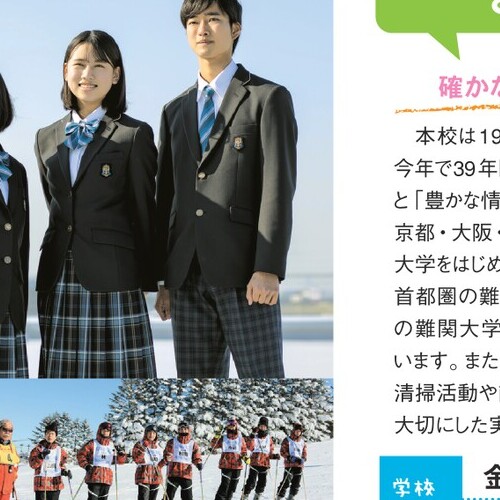 確か
本校は19
今年で39年
と「豊かな情
京都・大阪・
大学をはじめ
首都圏の難
の難関大学
います。また
清掃活動や
大切にした実
学校